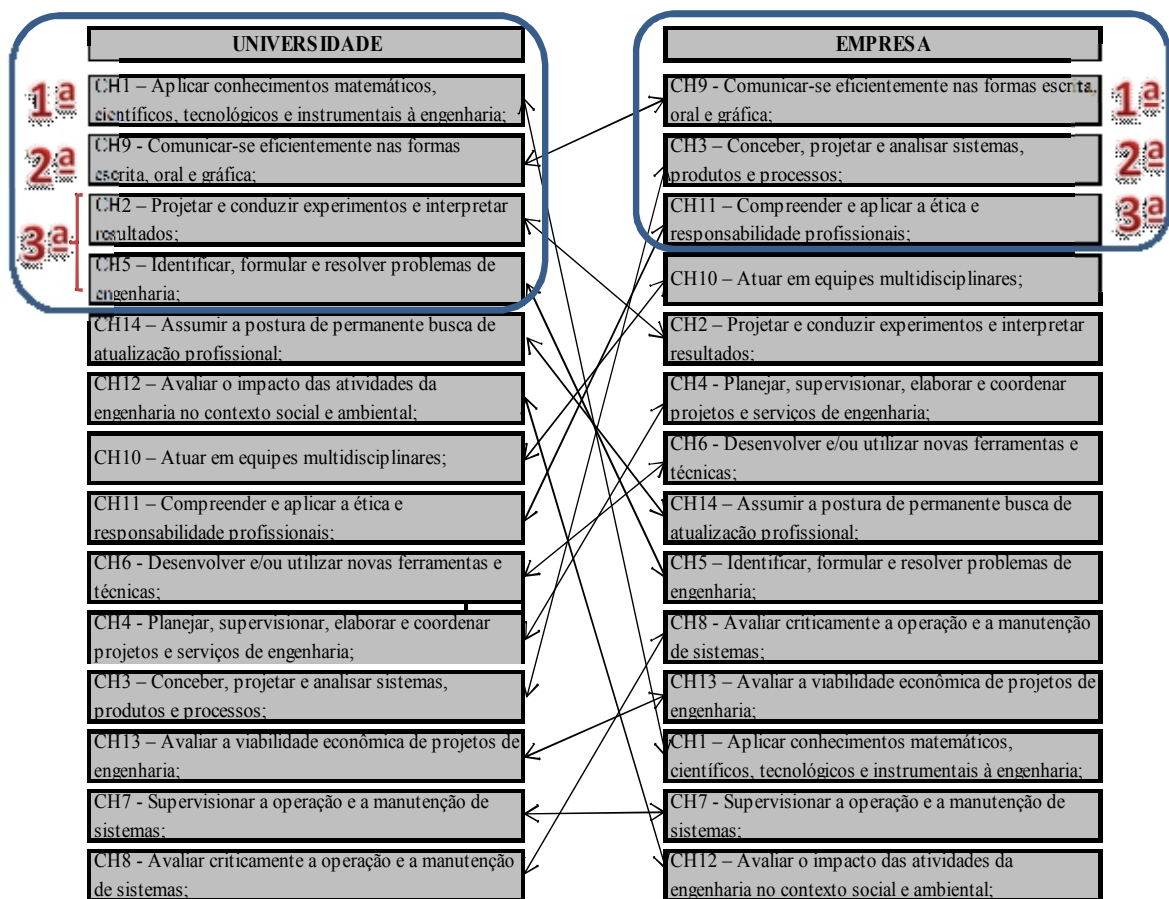 UNIVERSIDADE
1ª
CH1 – Aplicar conhecimentos matemáticos,
científicos, tecnológicos e instrumentais à engenharia;
2ª
CH9 - Comunicar-se eficientemente nas formas
escrita, oral e gráfica;
3ª
CH2 – Projetar e conduzir experimentos e interpretar
resultados;
CH5 – Identificar, formular e resolver problemas de
engenharia;
CH14 – Assumir a postura de permanente busca de
atualização profissional;
CH12 – Avaliar o impacto das atividades da
engenharia no contexto social e ambiental;
CH10 – Atuar em equipes multidisciplinares;
CH11 – Compreender e aplicar a ética e
responsabilidade profissionais;
CH6 - Desenvolver e/ou utilizar novas ferramentas e
técnicas;
CH4 - Planejar, supervisionar, elaborar e coordenar
projetos e serviços de engenharia;
CH3 – Conceber, projetar e analisar sistemas,
produtos e processos;
CH13 – Avaliar a viabilidade econômica de projetos de
engenharia;
CH7 - Supervisionar a operação e a manutenção de
sistemas;
CH8 - Avaliar criticamente a operação e a manutenção
de sistemas;
EMPRESA
CH9 - Comunicar-se eficientemente nas formas escrita,
oral e gráfica;
1ª
CH3 – Conceber, projetar e analisar sistemas,
produtos e processos;
2ª
CH11 – Compreender e aplicar a ética e
responsabilidade profissionais;
3ª
CH10 – Atuar em equipes multidisciplinares;
CH2 – Projetar e conduzir experimentos e interpretar
resultados;
CH4 - Planejar, supervisionar, elaborar e coordenar
projetos e serviços de engenharia;
CH6 - Desenvolver e/ou utilizar novas ferramentas e
técnicas;
CH14 – Assumir a postura de permanente busca de
atualização profissional;
CH5 – Identificar, formular e resolver problemas de
engenharia;
CH8 - Avaliar criticamente a operação e a manutenção
de sistemas;
CH13 – Avaliar a viabilidade econômica de projetos de
engenharia;
CH1 – Aplicar conhecimentos matemáticos,
científicos, tecnológicos e instrumentais à engenharia;
CH7 - Supervisionar a operação e a manutenção de
sistemas;
CH12 – Avaliar o impacto das atividades da
engenharia no contexto social e ambiental;